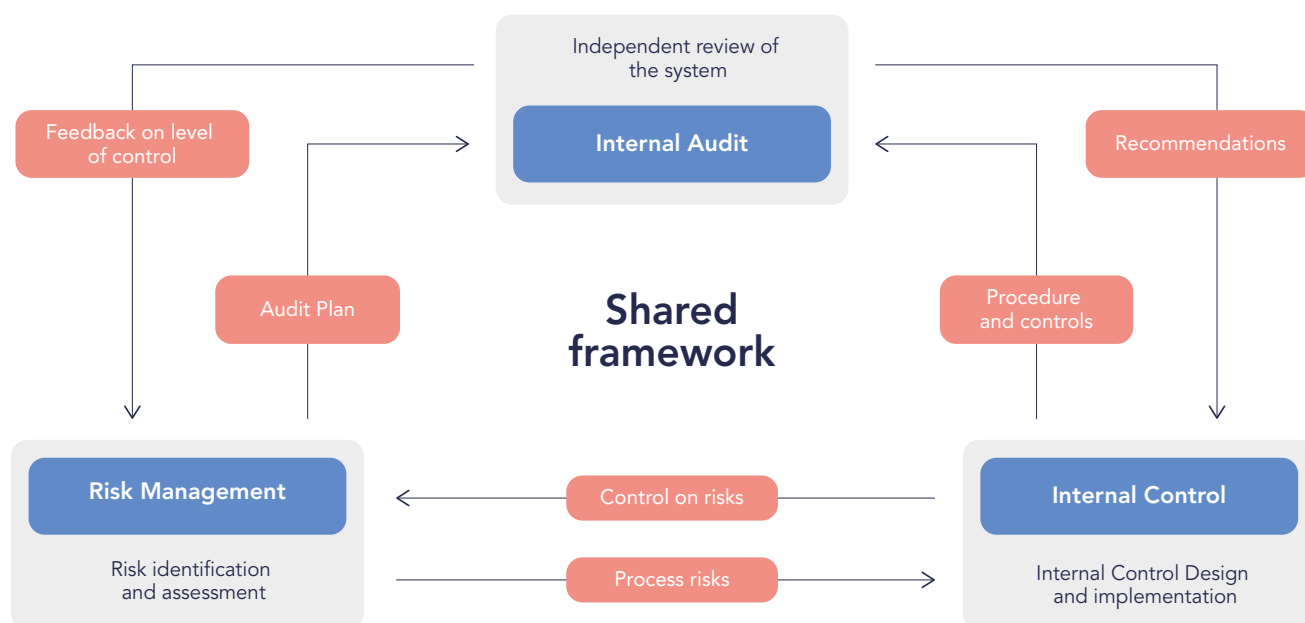 Independent review of
the system
Internal Audit
Feedback on level
of control
Recommendations
Audit Plan
Shared
framework
Procedure
and controls
Risk Management
Risk identification
and assessment
Control on risks
Process risks
Internal Control
Internal Control Design
and implementation